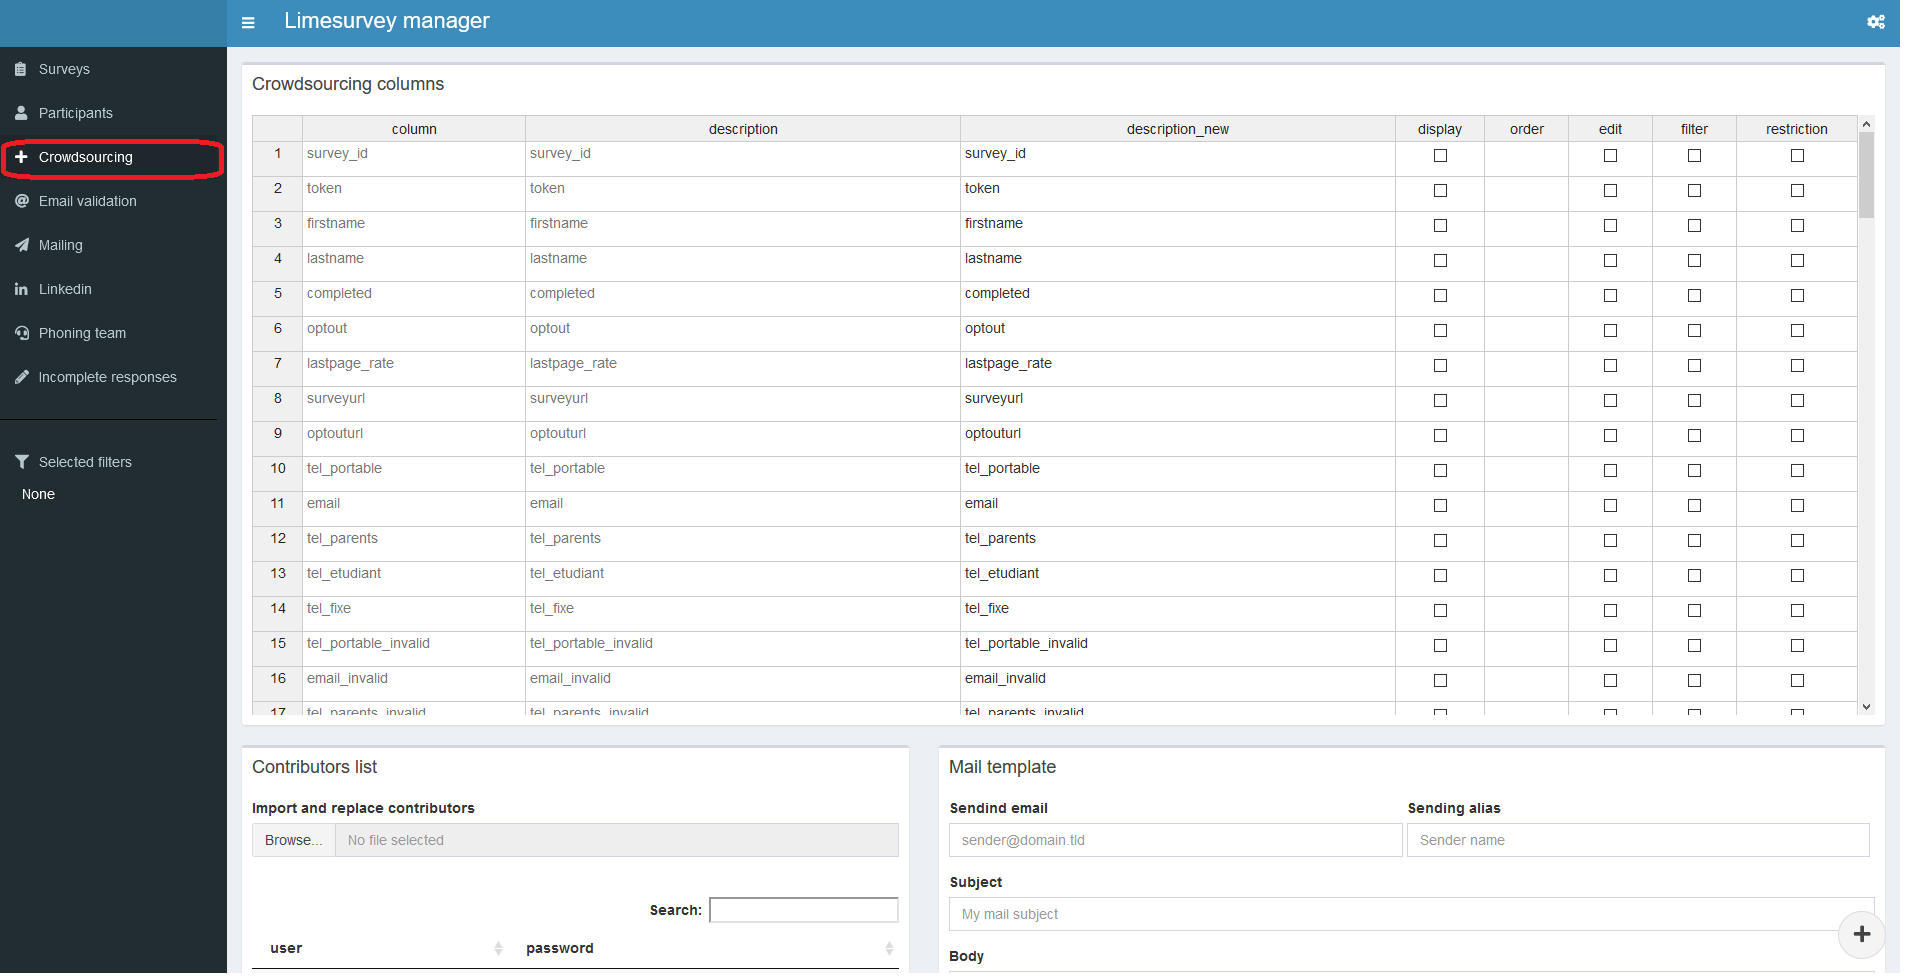 Limesurvey manager
Surveys
Participants
Crowdsourcing
Email validation
Mailing
Linkedin
Phoning team
Incomplete responses
Selected filters
None
Crowdsourcing columns
column description description_new display order edit filter restriction
1 survey_id survey_id survey_id
2 token token token
3 firstname firstname firstname
4 lastname lastname lastname
5 completed completed completed
6 optout optout optout
7 lastpage_rate lastpage_rate lastpage_rate
8 surveyurl surveyurl surveyurl
9 optouturl optouturl optouturl
10 tel_portable tel_portable tel_portable
11 email email email
12 tel_parents tel_parents tel_parents
13 tel_etudiant tel_etudiant tel_etudiant
14 tel_fixe tel_fixe tel_fixe
15 tel_portable_invalid tel_portable_invalid tel_portable_invalid
16 email_invalid email_invalid email_invalid
17 tel_parents_invalid tel_parents_invalid tel_parents_invalid
Contributors list
Import and replace contributors
Browse... No file selected
Search:
user password
Mail template
Sendind email Sending alias
sender@domain.tld Sender name
Subject
My mail subject
Body